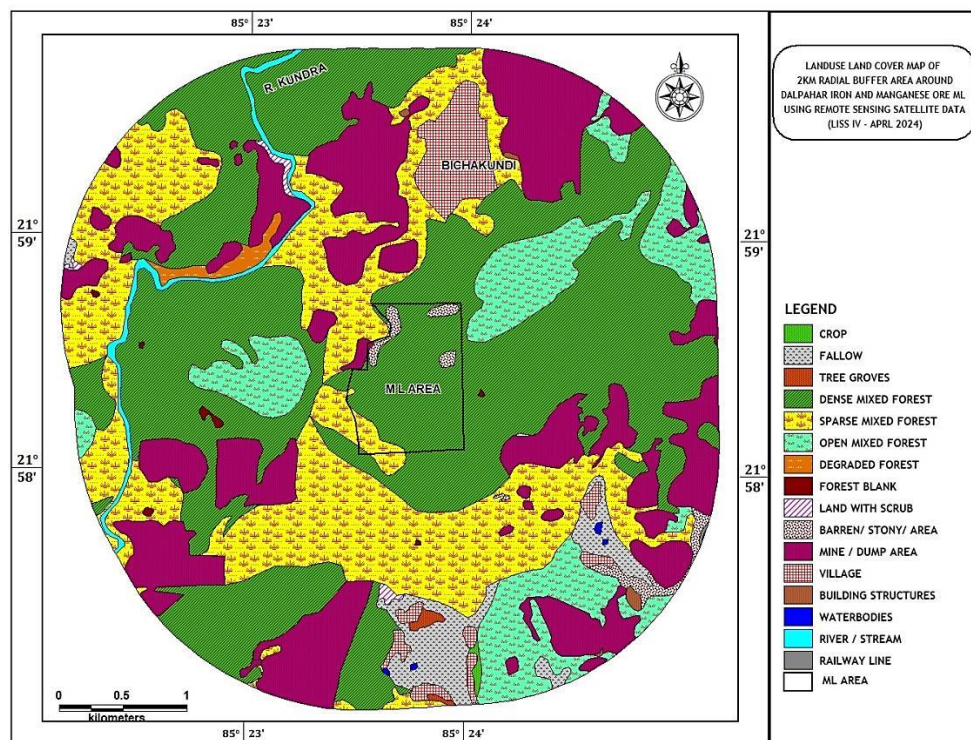 85° 23'
85° 24'
R. KUNDRA
BICHAKUNDI
21°
59'
21°
59'
ML AREA
21°
58'
21°
58'
0 0.5 1
kilometers
85° 23'
85° 24'
LANDUSE LAND COVER MAP OF
2KM RADIAL BUFFER AREA AROUND
DALPAHAR IRON AND MANGANESE ORE ML
USING REMOTE SENSING SATELLITE DATA
(LISS IV - APRL 2024)
LEGEND
CROP
FALLOW
TREE GROVES
DENSE MIXED FOREST
SPARSE MIXED FOREST
OPEN MIXED FOREST
DEGRADED FOREST
FOREST BLANK
LAND WITH SCRUB
BARREN/ STONY/ AREA
MINE / DUMP AREA
VILLAGE
BUILDING STRUCTURES
WATERBODIES
RIVER / STREAM
RAILWAY LINE
ML AREA